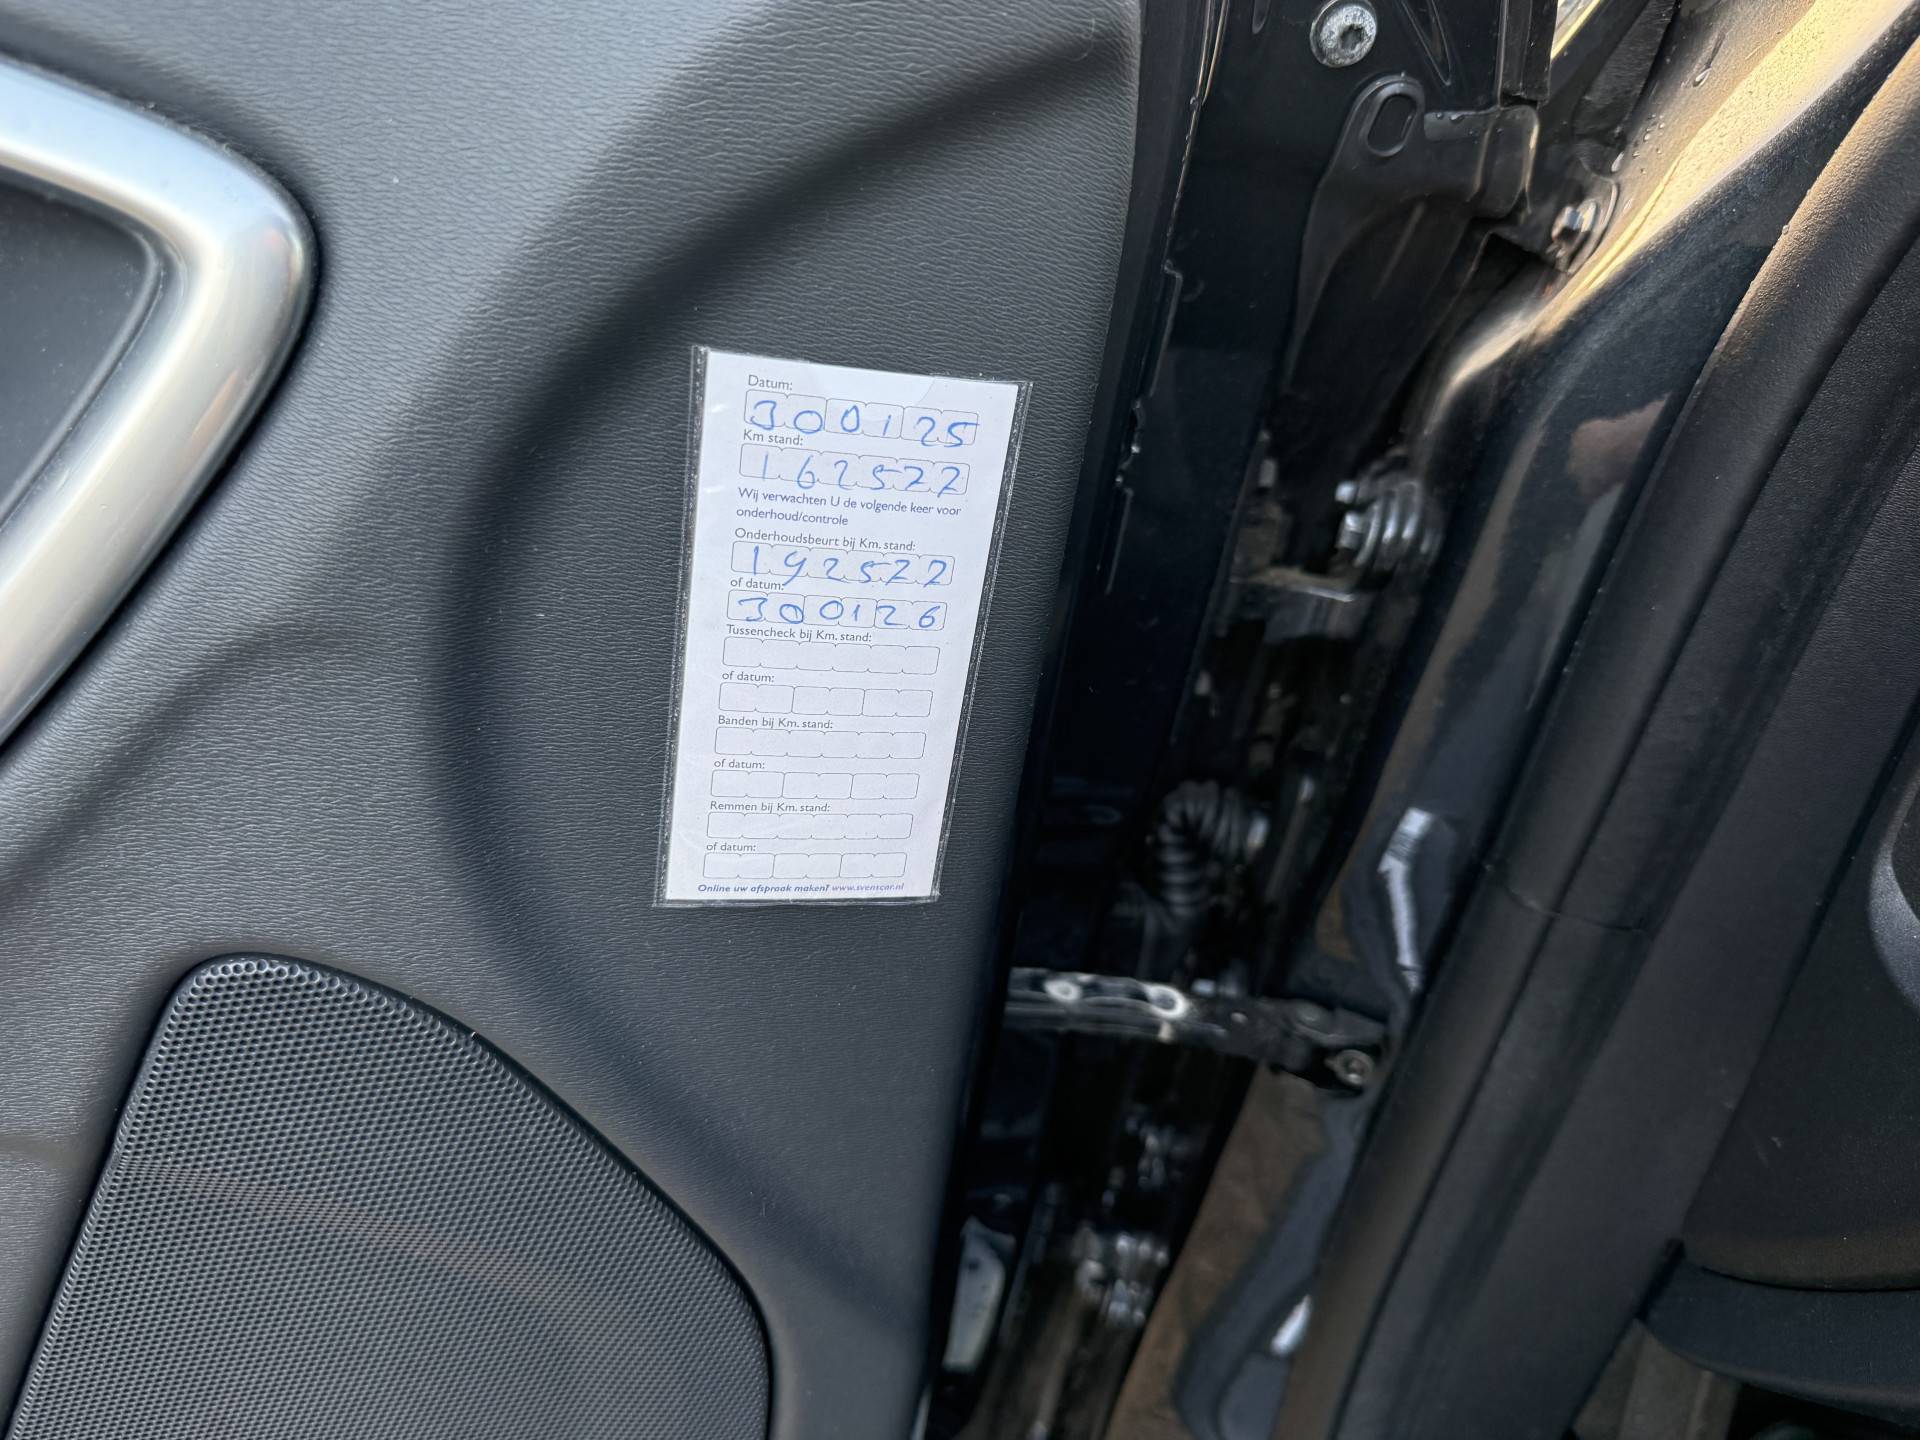 Datum:
300125
Km stand:
162577
Wij verwachten U de volgende keer voor
onderhoud/controle
Onderhoudsbeurt bij Km. stand:
192577
of datum:
300126
Tussencheck bij Km. stand:
of datum:
Banden bij Km. stand:
of datum:
Remmen bij Km. stand:
of datum:
Online uw afspraak maken? www.svenscar.nl